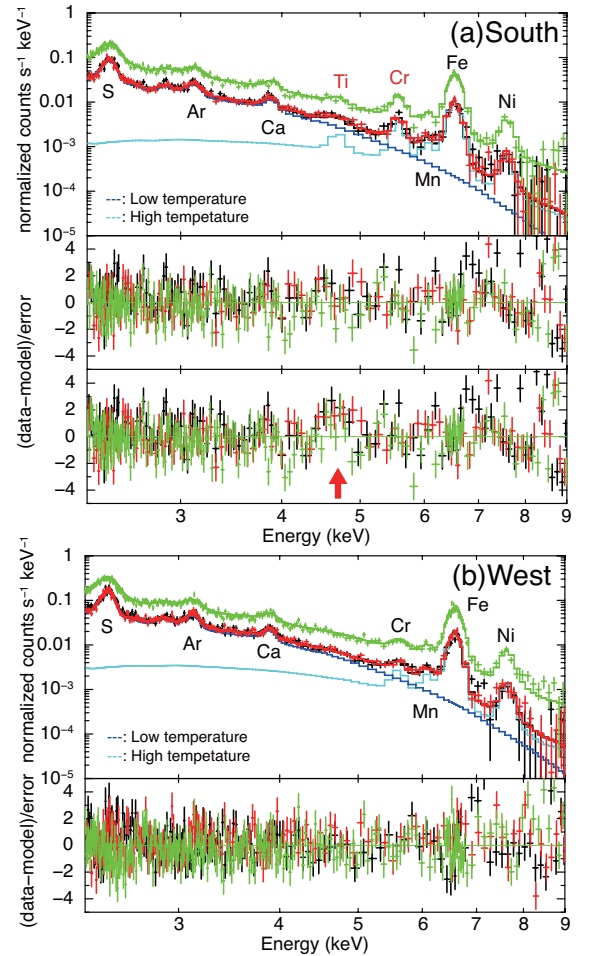 (a)South
normalized counts s⁻¹ keV⁻¹
1
0.1
0.01
10⁻³
10⁻⁴
10⁻⁵
S
Ar
Ca
Ti
Cr
Mn
Fe
Ni
: Low temperature
: High tempetature
(data−model)/error
4
2
0
−2
−4
4
2
0
−2
−4
3 4 5 6 7 8 9
Energy (keV)
(b)West
normalized counts s⁻¹ keV⁻¹
1
0.1
0.01
10⁻³
10⁻⁴
10⁻⁵
S
Ar
Ca
Cr
Mn
Fe
Ni
: Low temperature
: High tempetature
(data−model)/error
4
2
0
−2
−4
3 4 5 6 7 8 9
Energy (keV)